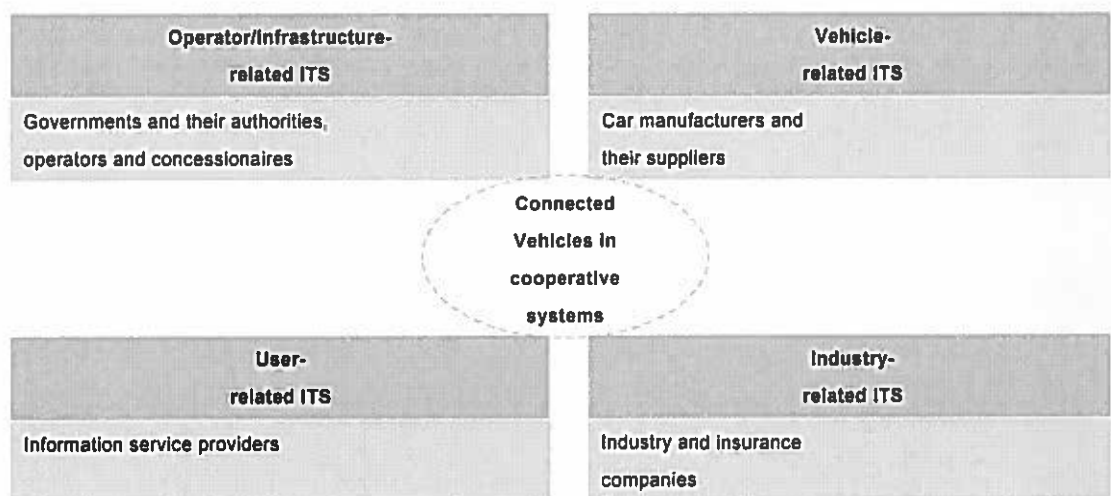 Operator/Infrastructure-
related ITS
Governments and their authorities,
operators and concessionaires
Vehicle-
related ITS
Car manufacturers and
their suppliers
Connected
Vehicles in
cooperative
systems
User-
related ITS
Information service providers
Industry-
related ITS
Industry and insurance
companies